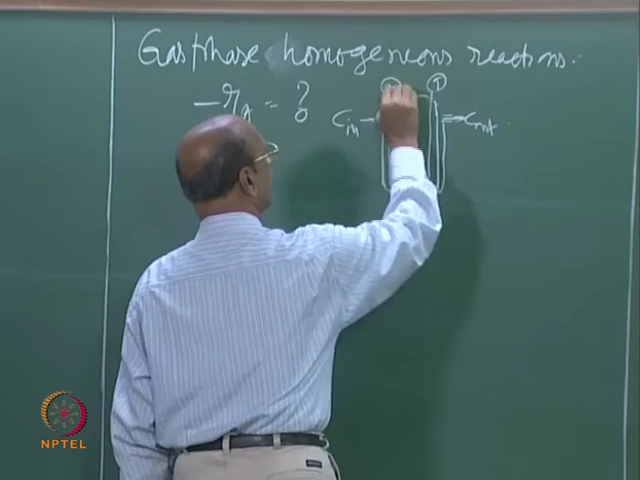 Gas phase homogeneous reactions.
-r_A = ?
C_in
T
C_out
NPTEL